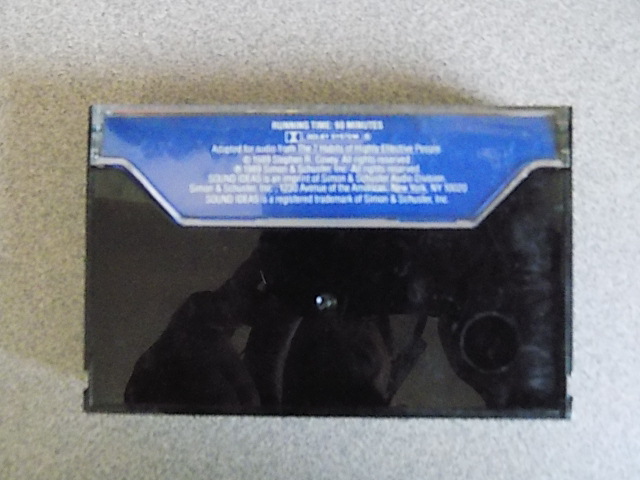 RUNNING TIME: 90 MINUTES
DOLBY SYSTEM
Adapted for audio from The 7 Habits of Highly Effective People
© 1989 Stephen R. Covey. All rights reserved.
® 1989 Simon & Schuster Inc. All rights reserved.
SOUND IDEAS is an imprint of Simon & Schuster Audio Division,
Simon & Schuster Inc., 1230 Avenue of the Americas, New York, NY 10020
SOUND IDEAS is a registered trademark of Simon & Schuster, Inc.